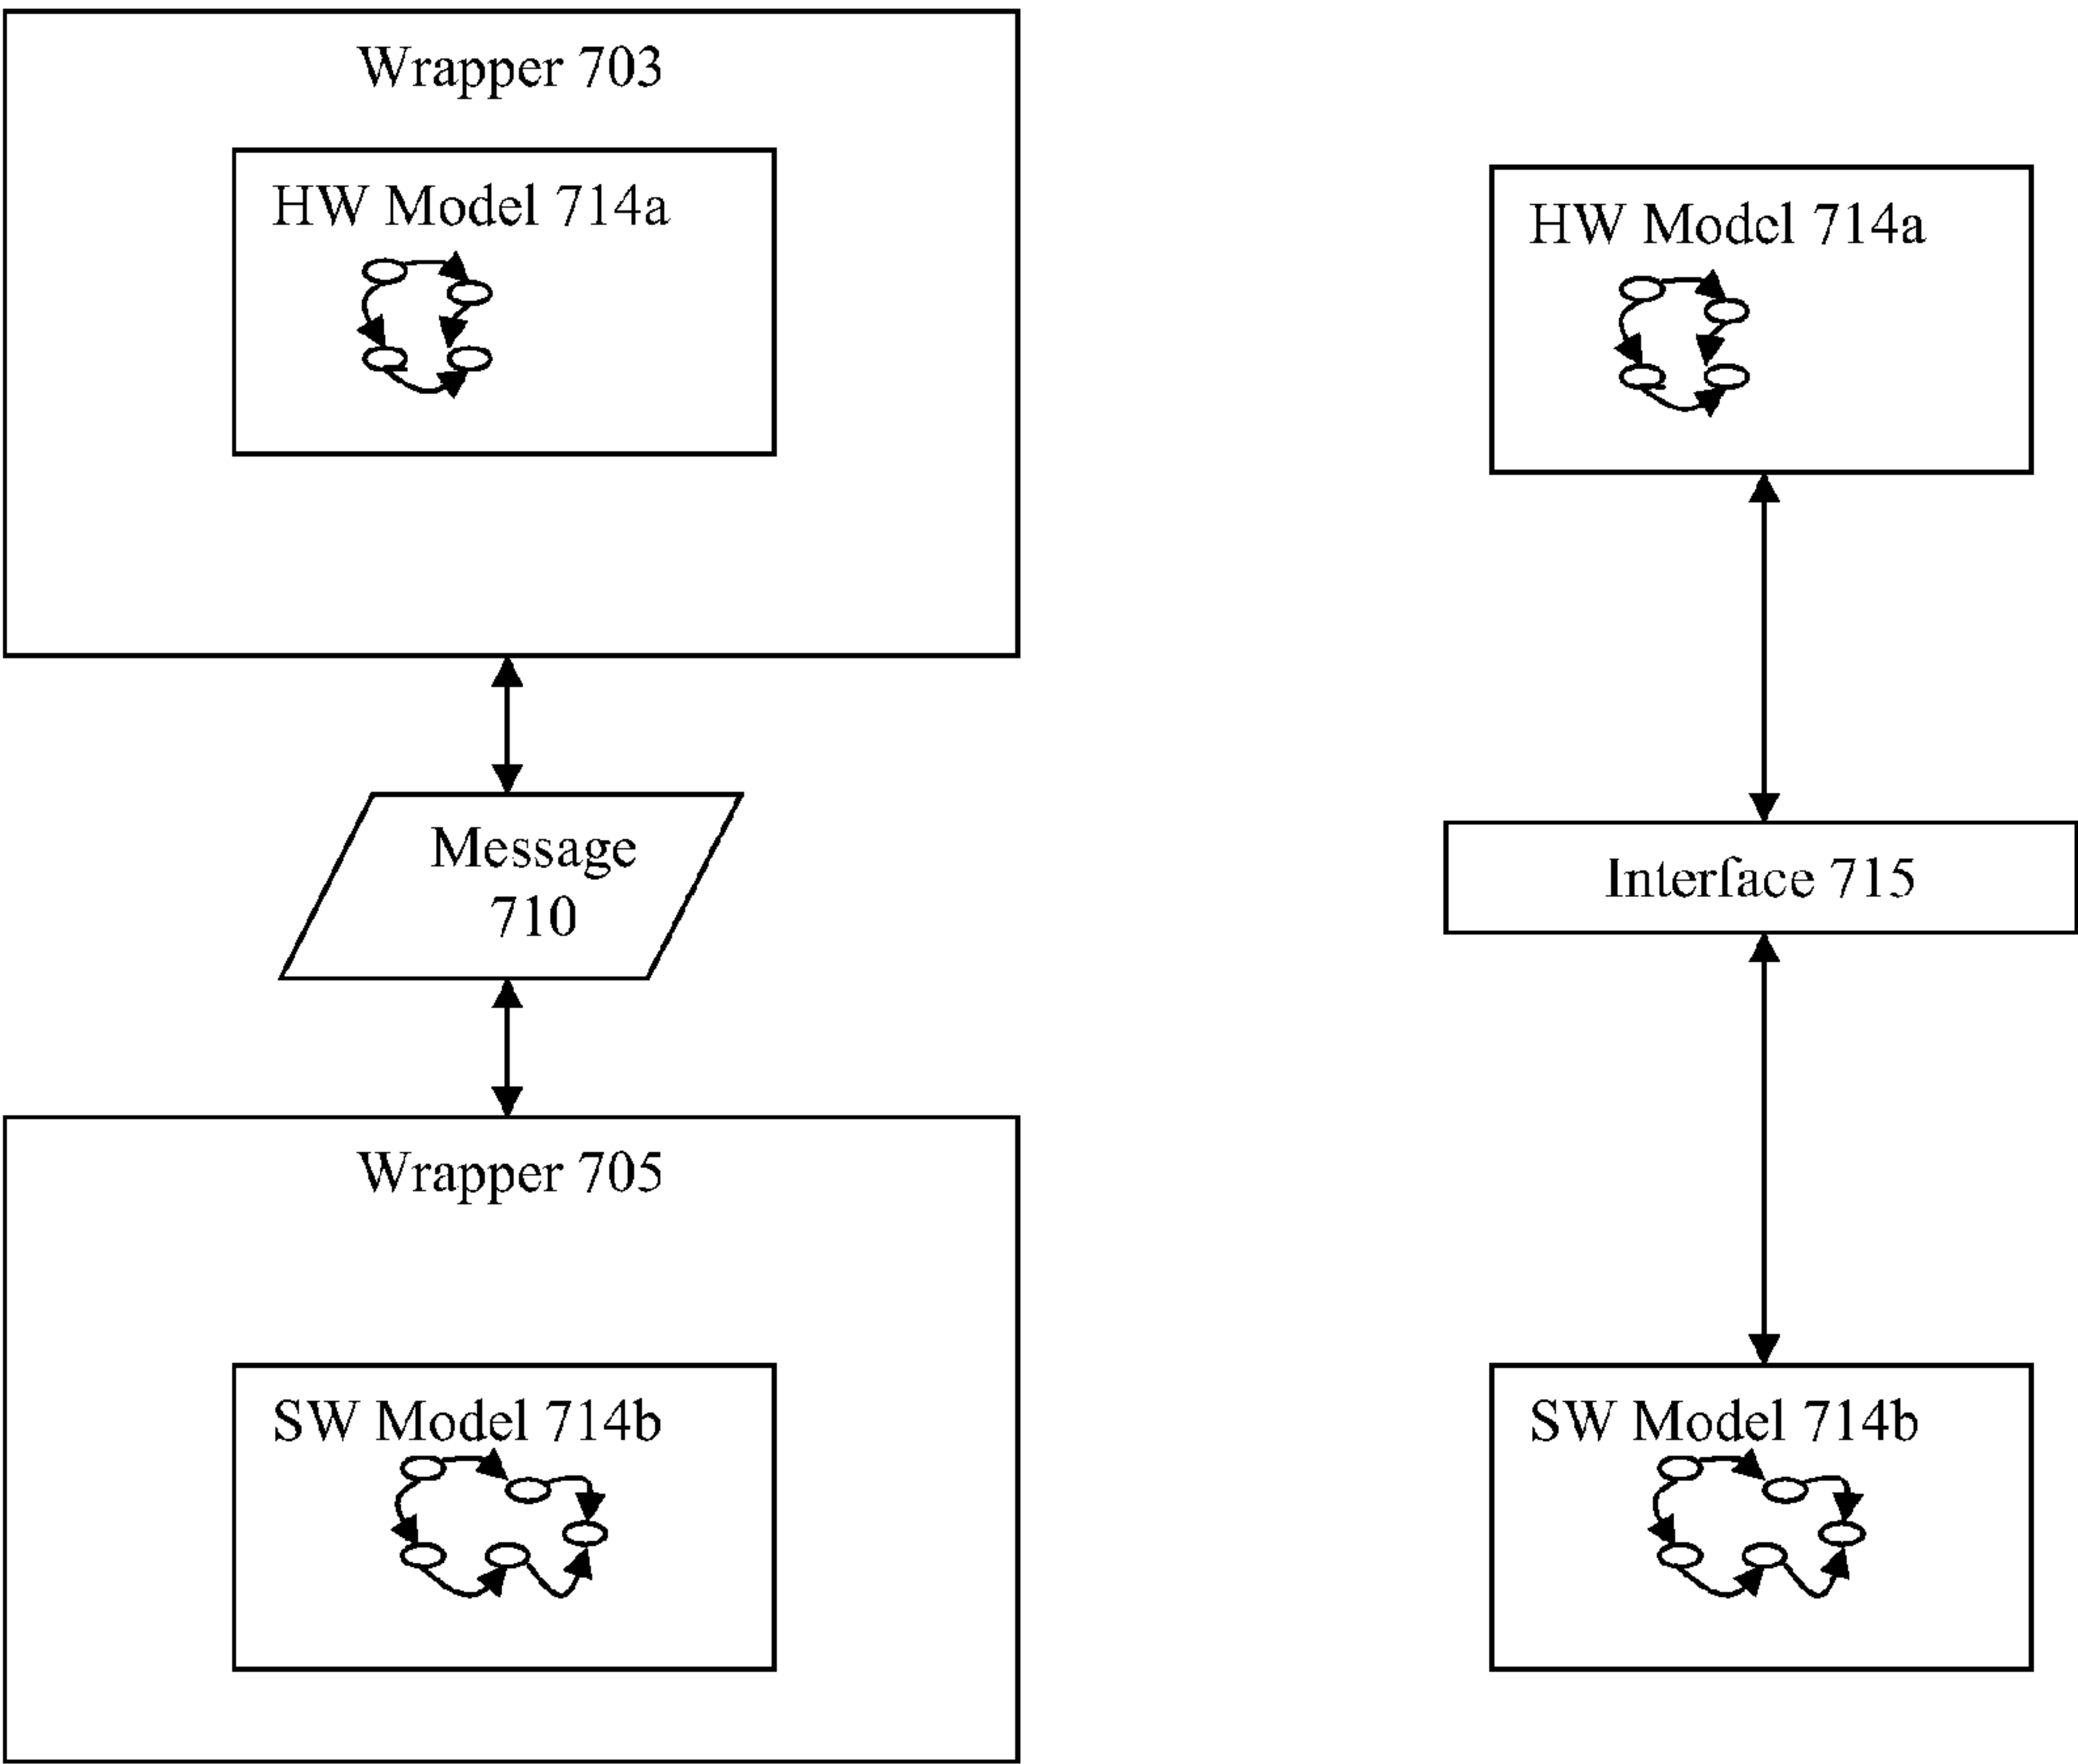 Wrapper 703
HW Model 714a
Message
710
Wrapper 705
SW Model 714b
HW Model 714a
Interface 715
SW Model 714b